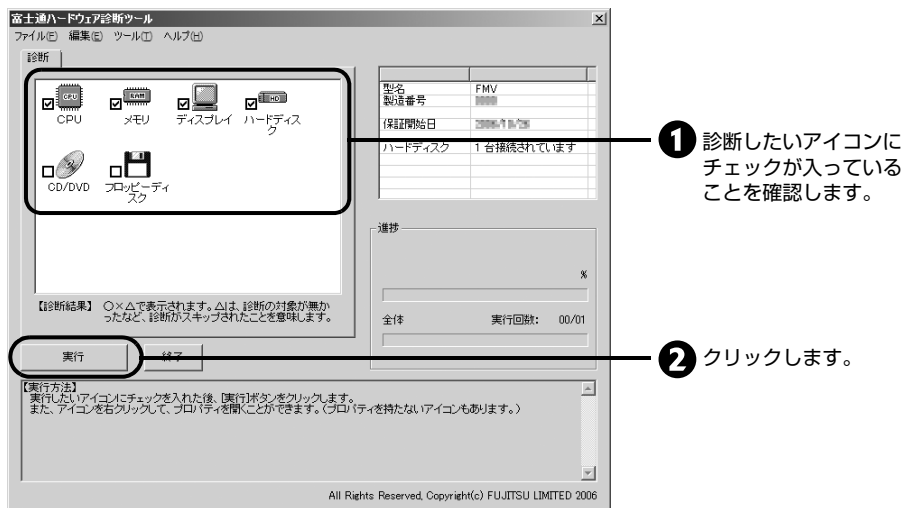 富士通ハードウェア診断ツール
ファイル(F) 編集(E) ツール(T) ヘルプ(H)
診断
CPU
メモリ
ディスプレイ
ハードディス
ク
CD/DVD
フロッピーディ
スク
【診断結果】 ○×△で表示されます。△は、診断の対象が無か
ったなど、診断がスキップされたことを意味します。
型名 FMV
製造番号
保証開始日
ハードディスク 1 台接続されています
進捗
%
全体 実行回数: 00/01
実行
終了
【実行方法】
実行したいアイコンにチェックを入れた後、[実行]ボタンをクリックします。
また、アイコンを右クリックして、プロパティを開くことができます。(プロパティを持たないアイコンもあります。)
All Rights Reserved, Copyright(c) FUJITSU LIMITED 2006
1 診断したいアイコンに
チェックが入っている
ことを確認します。
2 クリックします。